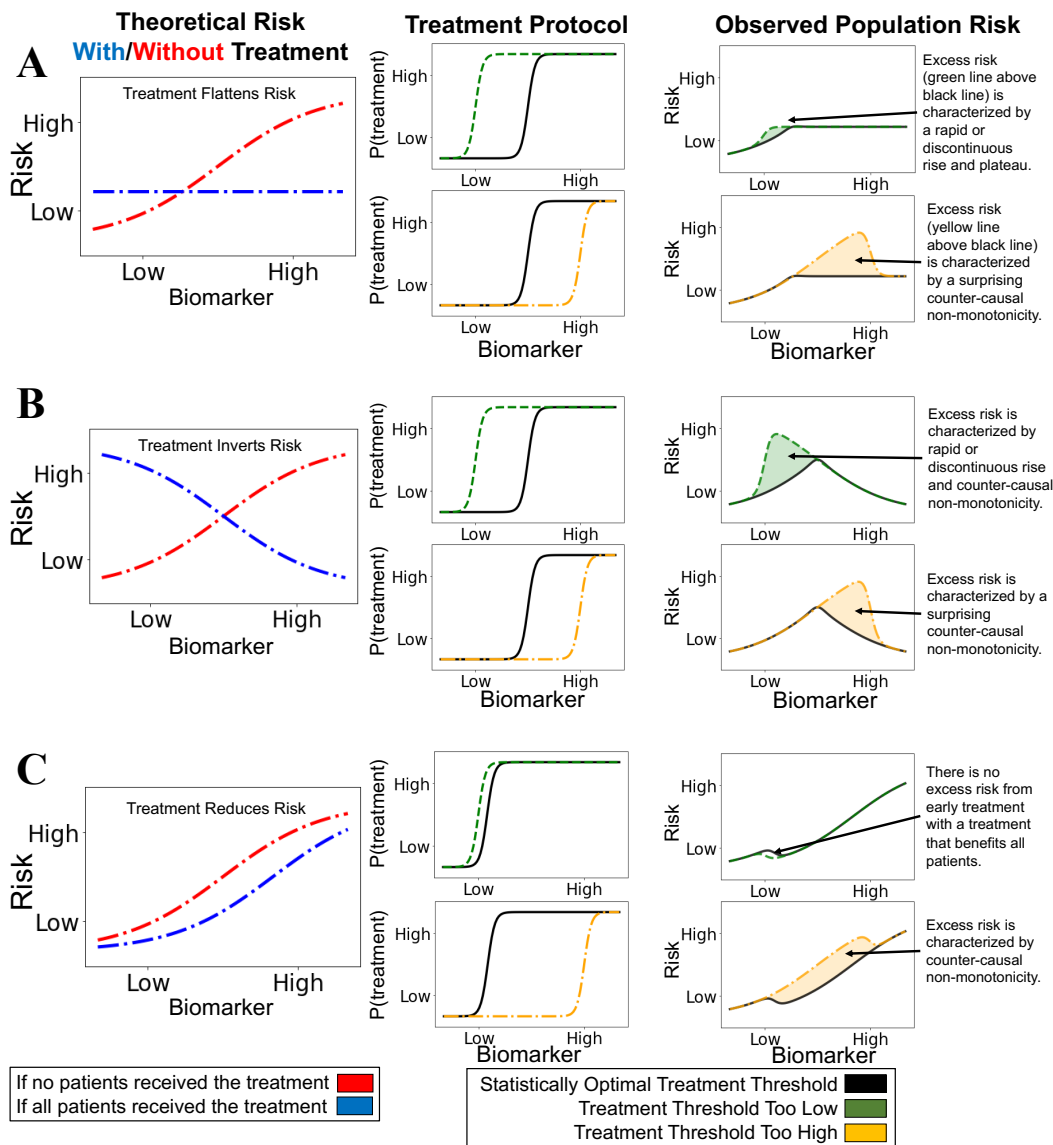 Theoretical Risk
With/Without Treatment
Treatment Protocol
Observed Population Risk
A
Treatment Flattens Risk
High
Low
Risk
Low
High
Biomarker
P(treatment)
High
Low
Low
High
P(treatment)
High
Low
Low
High
Biomarker
Risk
High
Low
Low
High
Excess risk
(green line above
black line) is
characterized by
a rapid or
discontinuous
rise and plateau.
Risk
High
Low
Low
High
Excess risk
(yellow line
above black line)
is characterized
by a surprising
counter-causal
non-monotonicity.
B
Treatment Inverts Risk
High
Low
Risk
Low
High
Biomarker
P(treatment)
High
Low
Low
High
P(treatment)
High
Low
Low
High
Biomarker
Risk
High
Low
Low
High
Excess risk is
characterized by
rapid or
discontinuous rise
and counter-causal
non-monotonicity.
Risk
High
Low
Low
High
Excess risk is
characterized by a
surprising
counter-causal
non-monotonicity.
C
Treatment Reduces Risk
High
Low
Risk
Low
High
Biomarker
P(treatment)
High
Low
Low
High
P(treatment)
High
Low
Low
High
Biomarker
Risk
High
Low
Low
High
There is no
excess risk from
early treatment
with a treatment
that benefits all
patients.
Risk
High
Low
Low
High
Excess risk is
characterized by
counter-causal
non-monotonicity.
If no patients received the treatment
If all patients received the treatment
Statistically Optimal Treatment Threshold
Treatment Threshold Too Low
Treatment Threshold Too High